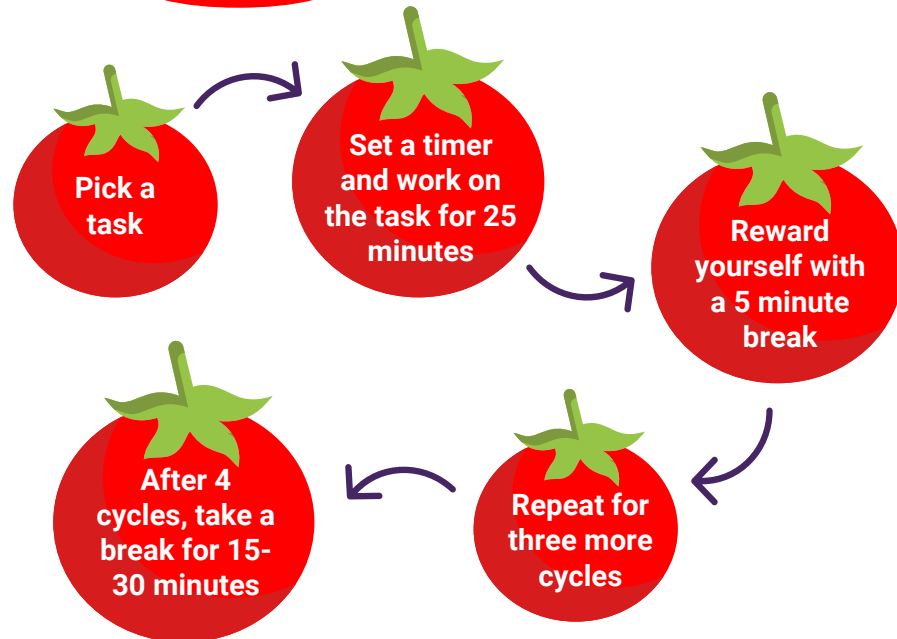 Pick a
task
Set a timer
and work on
the task for 25
minutes
Reward
yourself with
a 5 minute
break
Repeat for
three more
cycles
After 4
cycles, take a
break for 15-
30 minutes